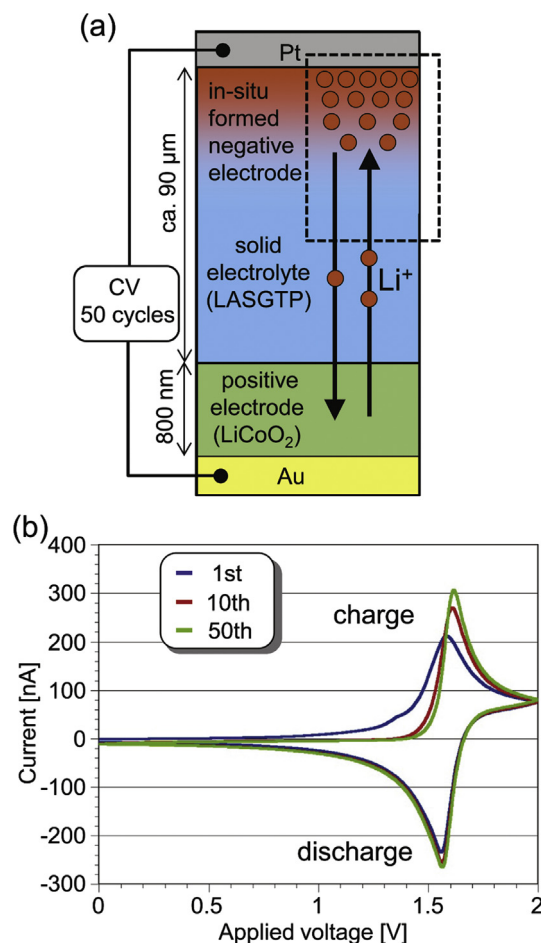 (a)
Pt
in-situ
formed
negative
electrode
ca. 90 μm
solid
electrolyte
(LASGTP)
Li⁺
CV
50 cycles
800 nm
positive
electrode
(LiCoO₂)
Au
(b)
400
300
200
100
0
-100
-200
-300
Current [nA]
1st
10th
50th
charge
discharge
0
0.5
1
1.5
2
Applied voltage [V]